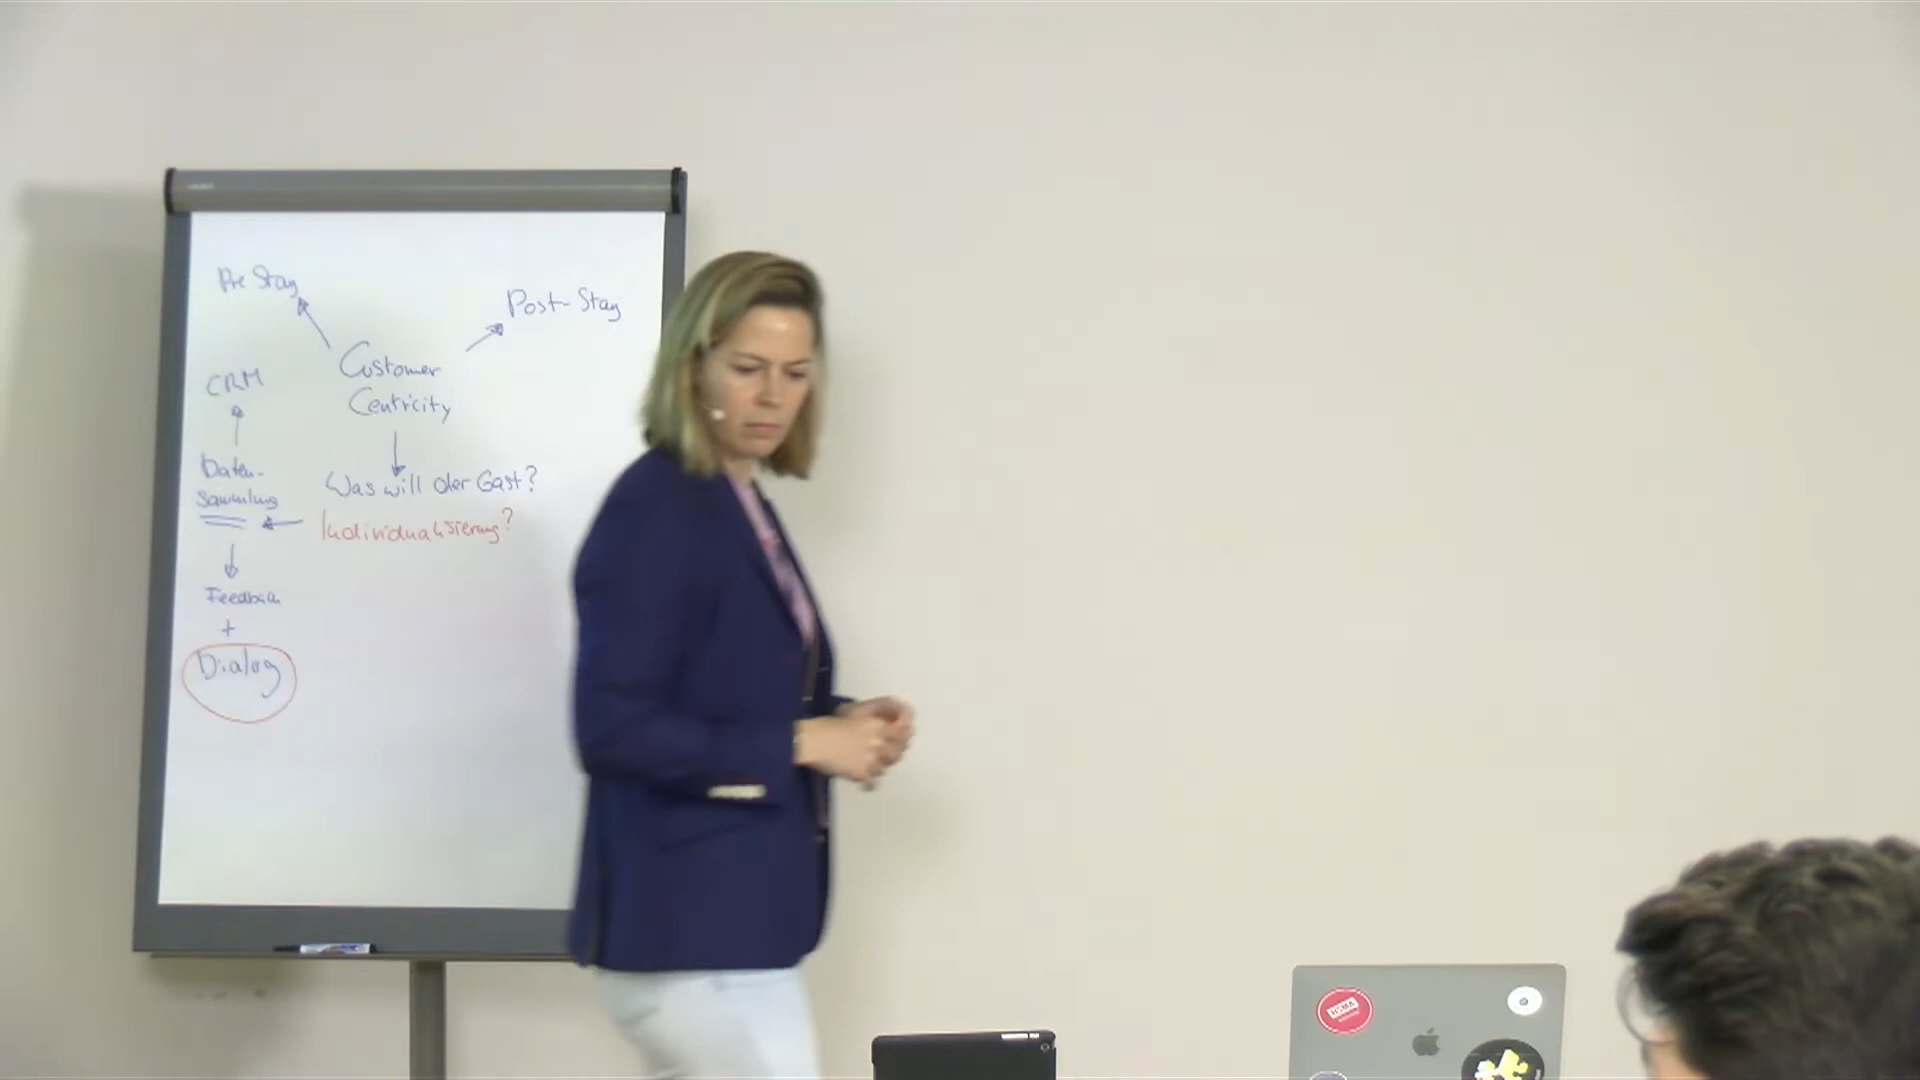 Pre Stay
Post-Stay
Customer
Centricity
CRM
Daten-
sammlung
Was will der Gast?
Individualisierung?
Feedback
+
Dialog